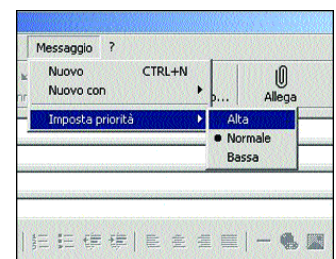 Messaggio ?
Nuovo CTRL+N
Nuovo con
Imposta priorità
Allega
Alta
Normale
Bassa